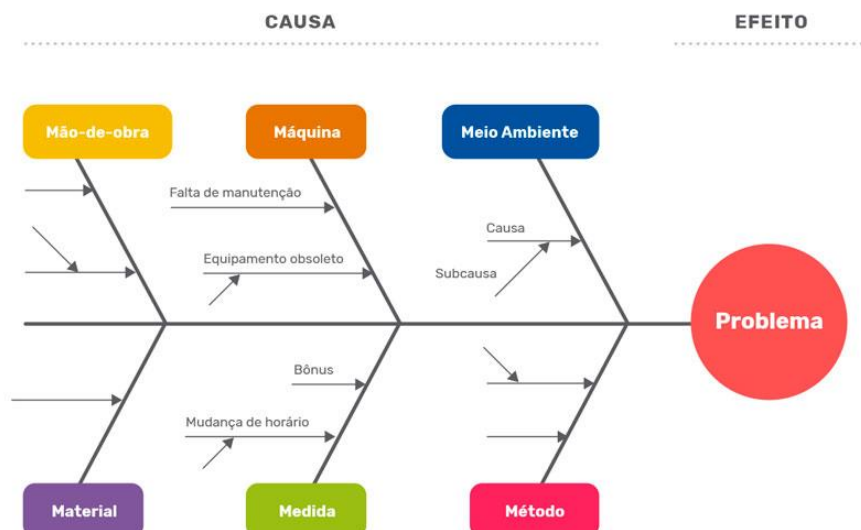 CAUSA
EFEITO
Mão-de-obra
Máquina
Meio Ambiente
Falta de manutenção
Causa
Equipamento obsoleto
Subcausa
Problema
Bônus
Mudança de horário
Material
Medida
Método